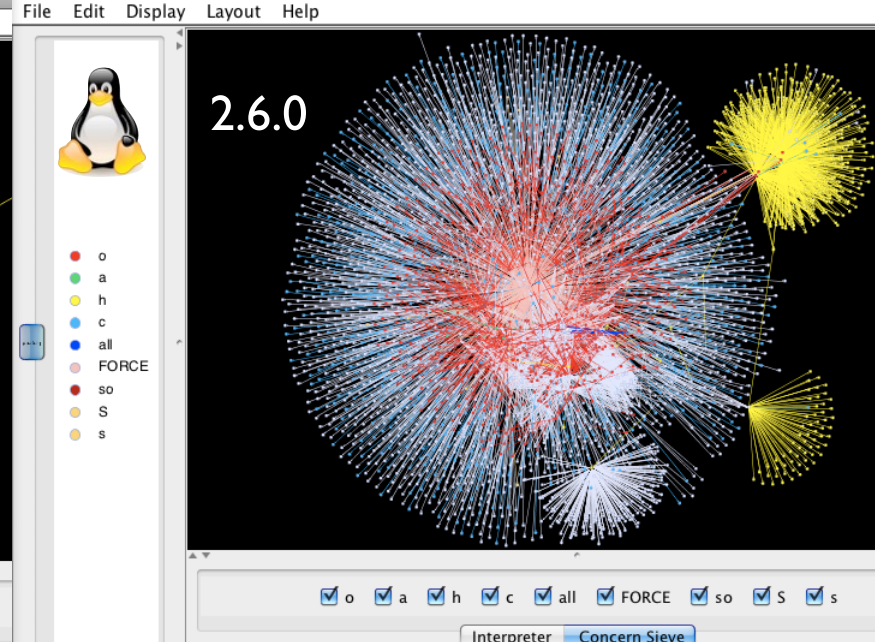 File Edit Display Layout Help
2.6.0
o
a
h
c
all
FORCE
so
S
s
o a h c all FORCE so S s
Interpreter Concern Sieve